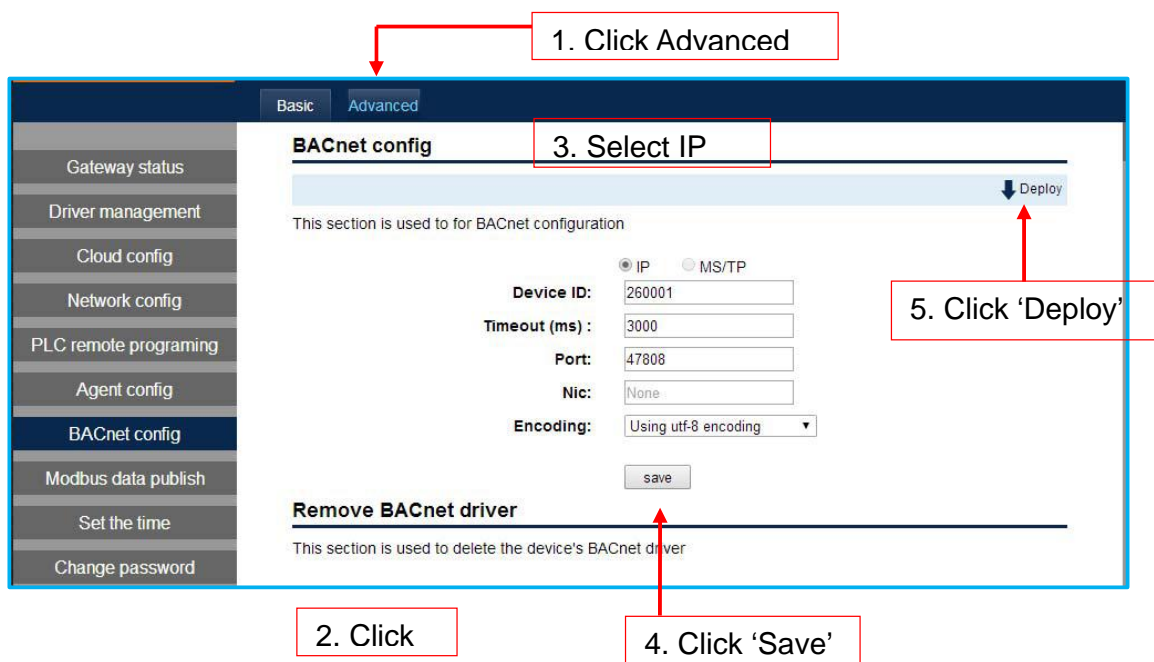 1. Click Advanced
Basic Advanced
BACnet config
3. Select IP
Gateway status
Driver management
Cloud config
Network config
PLC remote programing
Agent config
BACnet config
Modbus data publish
Set the time
Change password
Deploy
This section is used to for BACnet configuration
IP MS/TP
Device ID: 260001
Timeout (ms) : 3000
Port: 47808
Nic: None
Encoding: Using utf-8 encoding
save
5. Click ‘Deploy’
Remove BACnet driver
This section is used to delete the device's BACnet driver
2. Click
4. Click ‘Save’